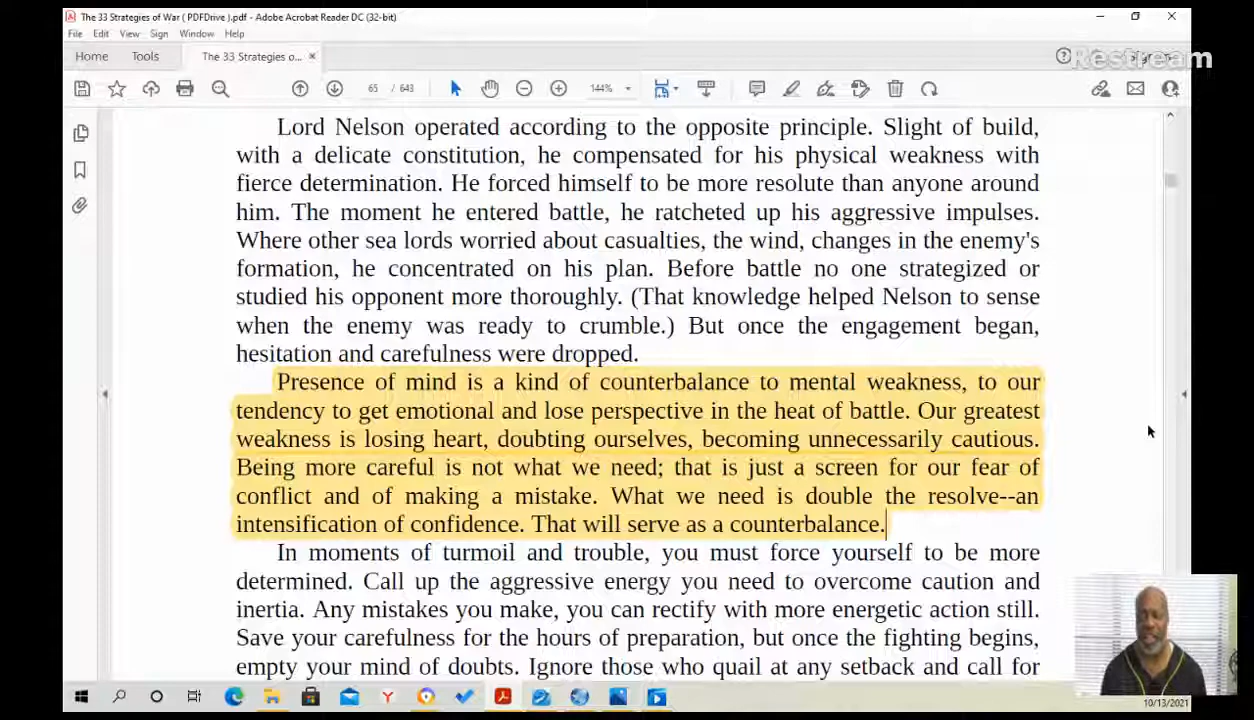 The 33 Strategies of War ( PDFDrive ).pdf - Adobe Acrobat Reader DC (32-bit)
File Edit View Sign Window Help
Home Tools The 33 Strategies o...
Restream
65 / 643 144%
Lord Nelson operated according to the opposite principle. Slight of build,
with a delicate constitution, he compensated for his physical weakness with
fierce determination. He forced himself to be more resolute than anyone around
him. The moment he entered battle, he ratcheted up his aggressive impulses.
Where other sea lords worried about casualties, the wind, changes in the enemy's
formation, he concentrated on his plan. Before battle no one strategized or
studied his opponent more thoroughly. (That knowledge helped Nelson to sense
when the enemy was ready to crumble.) But once the engagement began,
hesitation and carefulness were dropped.
Presence of mind is a kind of counterbalance to mental weakness, to our
tendency to get emotional and lose perspective in the heat of battle. Our greatest
weakness is losing heart, doubting ourselves, becoming unnecessarily cautious.
Being more careful is not what we need; that is just a screen for our fear of
conflict and of making a mistake. What we need is double the resolve--an
intensification of confidence. That will serve as a counterbalance.
In moments of turmoil and trouble, you must force yourself to be more
determined. Call up the aggressive energy you need to overcome caution and
inertia. Any mistakes you make, you can rectify with more energetic action still.
Save your carefulness for the hours of preparation, but once the fighting begins,
empty your mind of doubts. Ignore those who quail at any setback and call for
10/13/2021